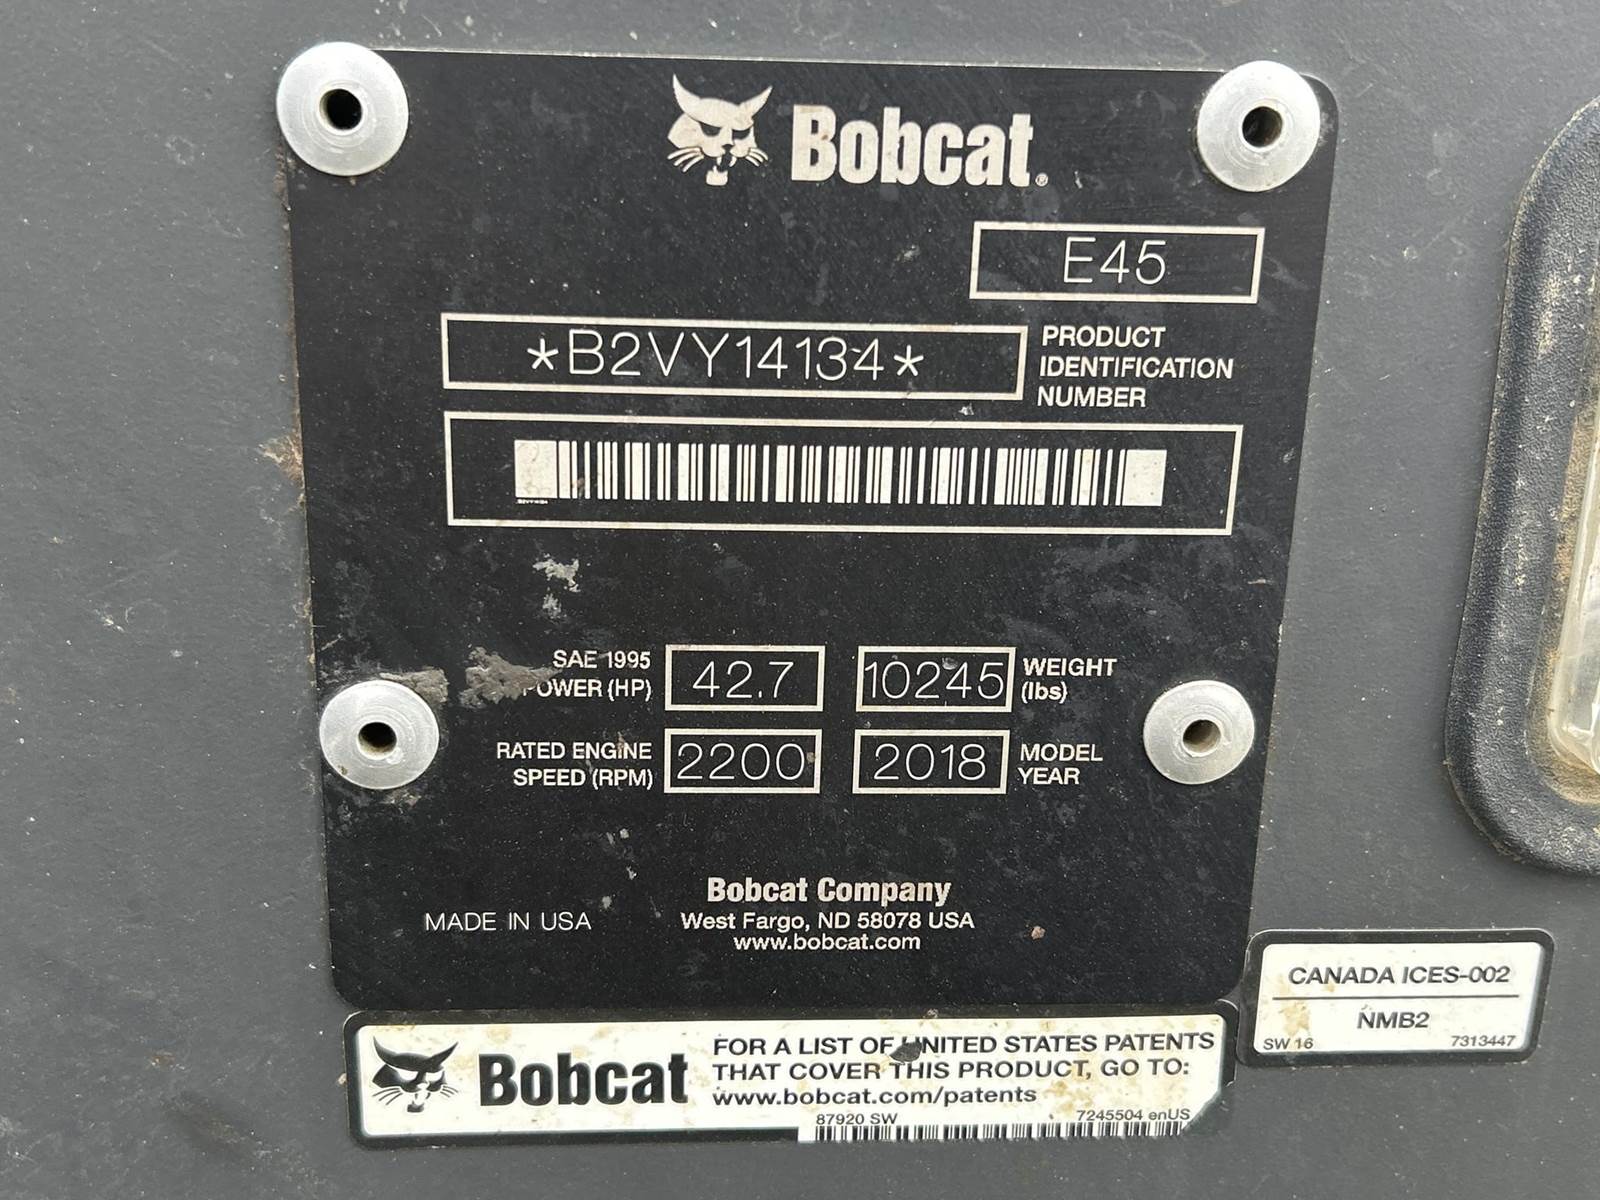 Bobcat®
E45
*B2VY14134*
PRODUCT
IDENTIFICATION
NUMBER
SAE 1995
POWER (HP)
42.7
10245
WEIGHT
(lbs)
RATED ENGINE
SPEED (RPM)
2200
2018
MODEL
YEAR
MADE IN USA
Bobcat Company
West Fargo, ND 58078 USA
www.bobcat.com
Bobcat
FOR A LIST OF UNITED STATES PATENTS
THAT COVER THIS PRODUCT, GO TO:
www.bobcat.com/patents
87920 SW
7245504 enUS
CANADA ICES-002
NMB2
SW 16
7313447